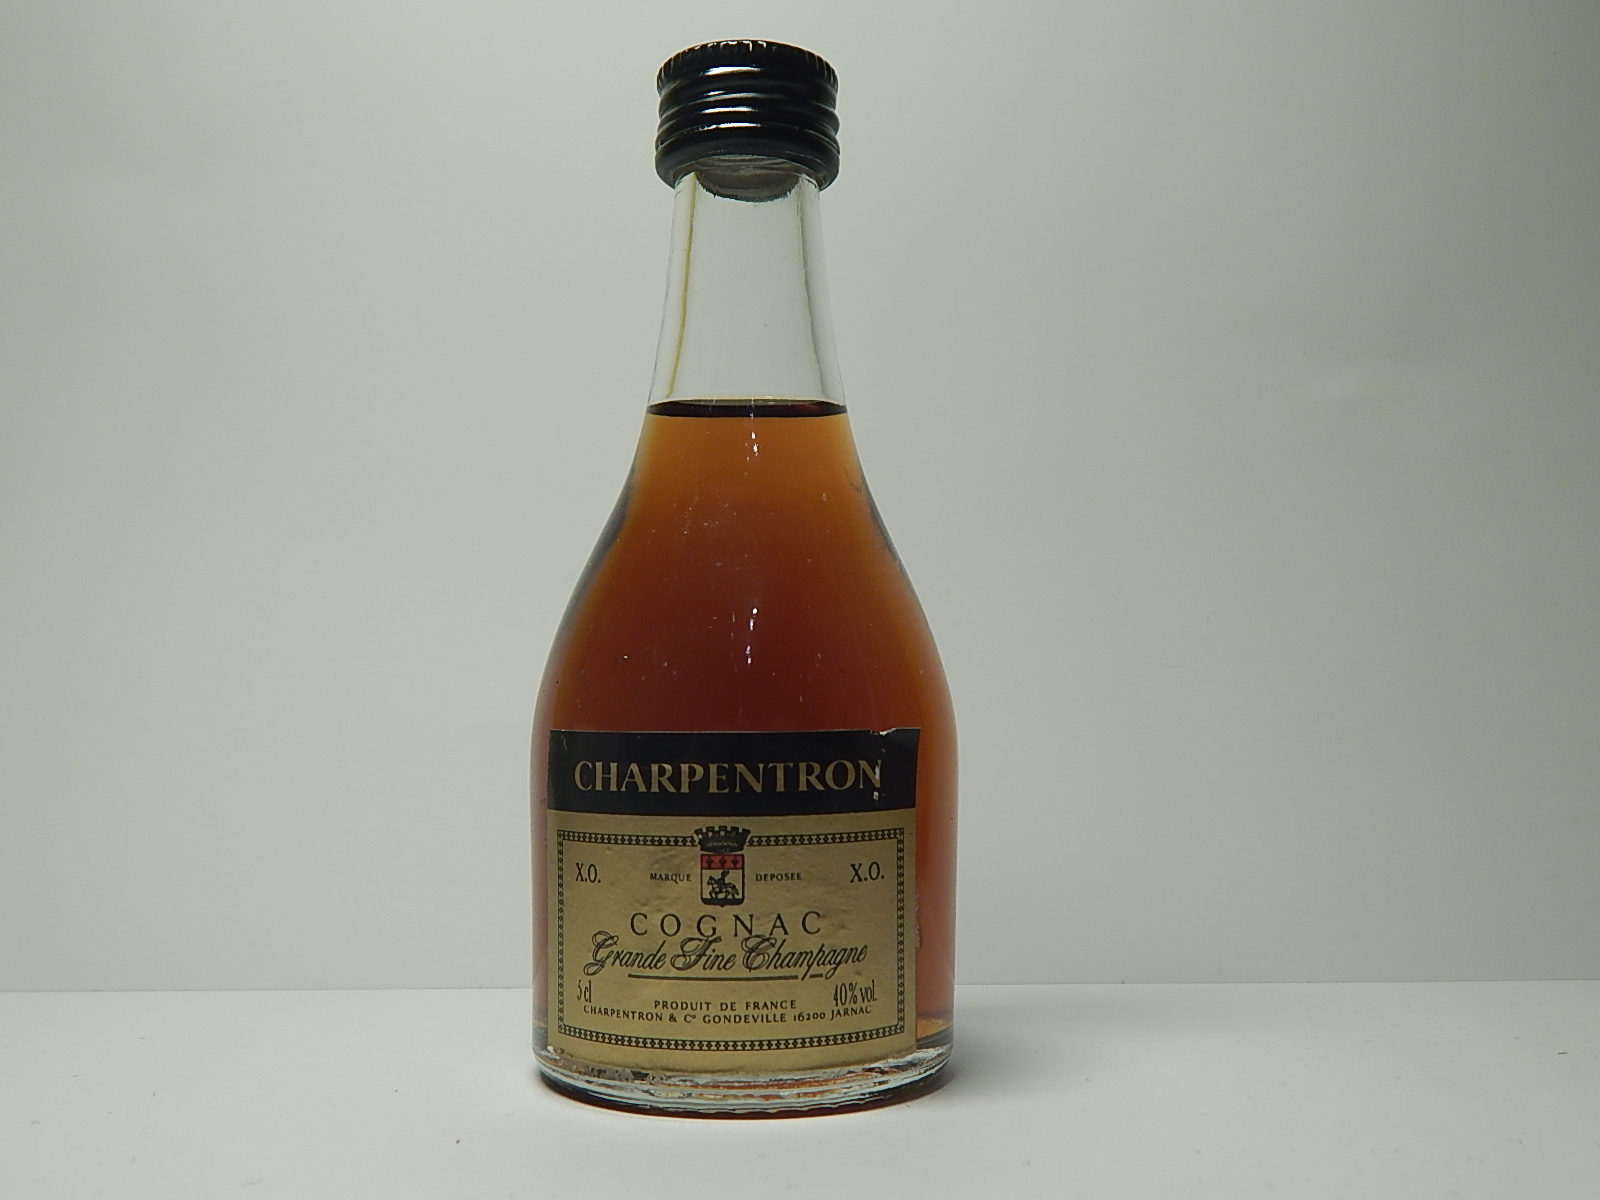 CHARPENTRON
X.O. MARQUE DEPOSEE X.O.
COGNAC
Grande Fine Champagne
5 cl 40% vol.
PRODUIT DE FRANCE
CHARPENTRON & Cie GONDEVILLE 16200 JARNAC